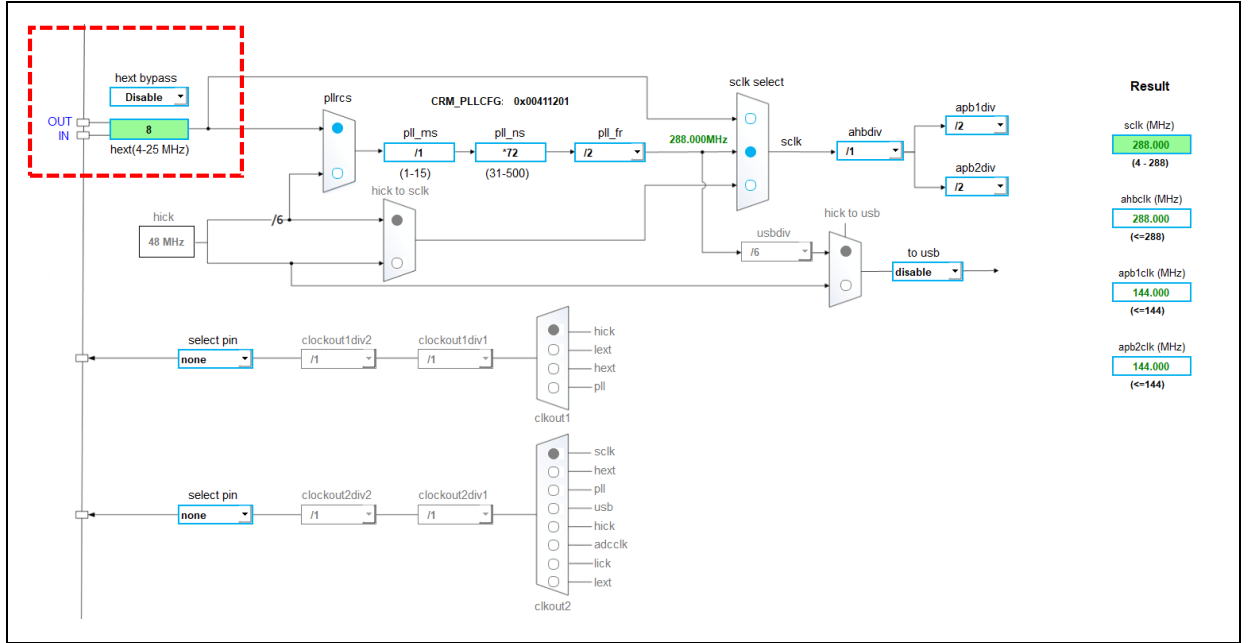 hext bypass
Disable
OUT
IN
8
hext(4-25 MHz)
pllrcs
CRM_PLLCFG: 0x00411201
pll_ms
/1
(1-15)
pll_ns
*72
(31-500)
pll_fr
/2
288.000MHz
sclk select
sclk
ahbdiv
/1
apb1div
/2
apb2div
/2
hick
48 MHz
/6
hick to sclk
usbdiv
/6
hick to usb
to usb
disable
select pin
none
clockout1div2
/1
clockout1div1
/1
hick
lext
hext
pll
clkout1
select pin
none
clockout2div2
/1
clockout2div1
/1
sclk
hext
pll
usb
hick
adcclk
lick
lext
clkout2
Result
sclk (MHz)
288.000
(4 - 288)
ahbclk (MHz)
288.000
(<=288)
apb1clk (MHz)
144.000
(<=144)
apb2clk (MHz)
144.000
(<=144)